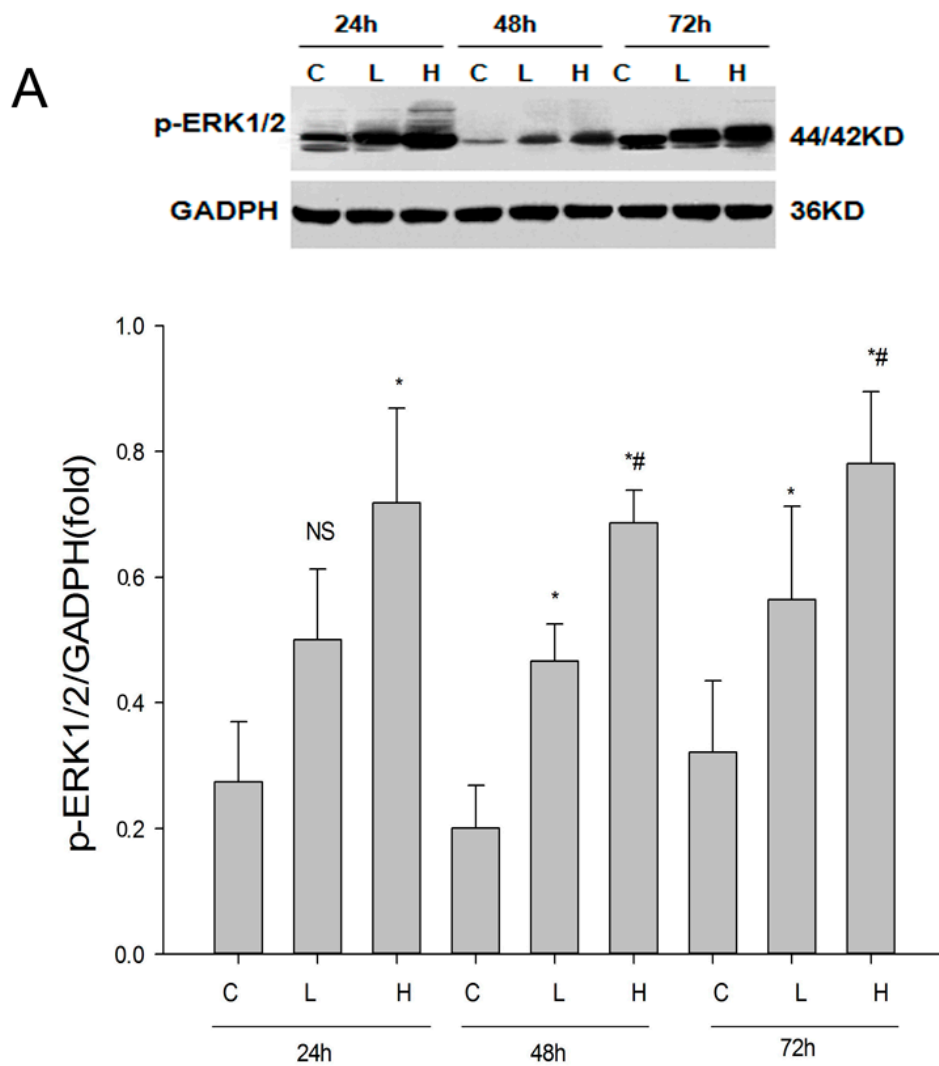 24h 48h 72h
A
C L H C L H C L H
p-ERK1/2 44/42KD
GADPH 36KD
1.0
0.8
0.6
0.4
0.2
0.0
p-ERK1/2/GADPH(fold)
NS * * *# * *#
C L H C L H C L H
24h 48h 72h